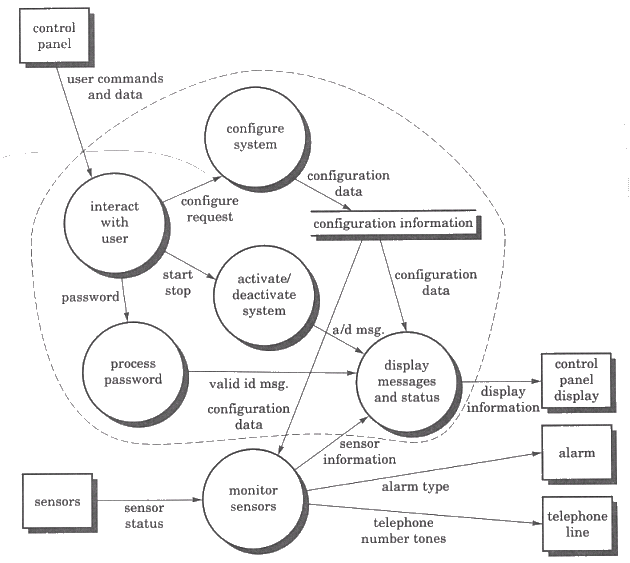 control
panel
user commands
and data
configure
system
configuration
data
interact
with
user
configure
request
configuration information
start
stop
activate/
deactivate
system
configuration
data
password
a/d msg.
process
password
valid id msg.
display
messages
and status
control
panel
display
display
information
configuration
data
sensor
information
alarm
sensors
sensor
status
monitor
sensors
alarm type
telephone
number tones
telephone
line